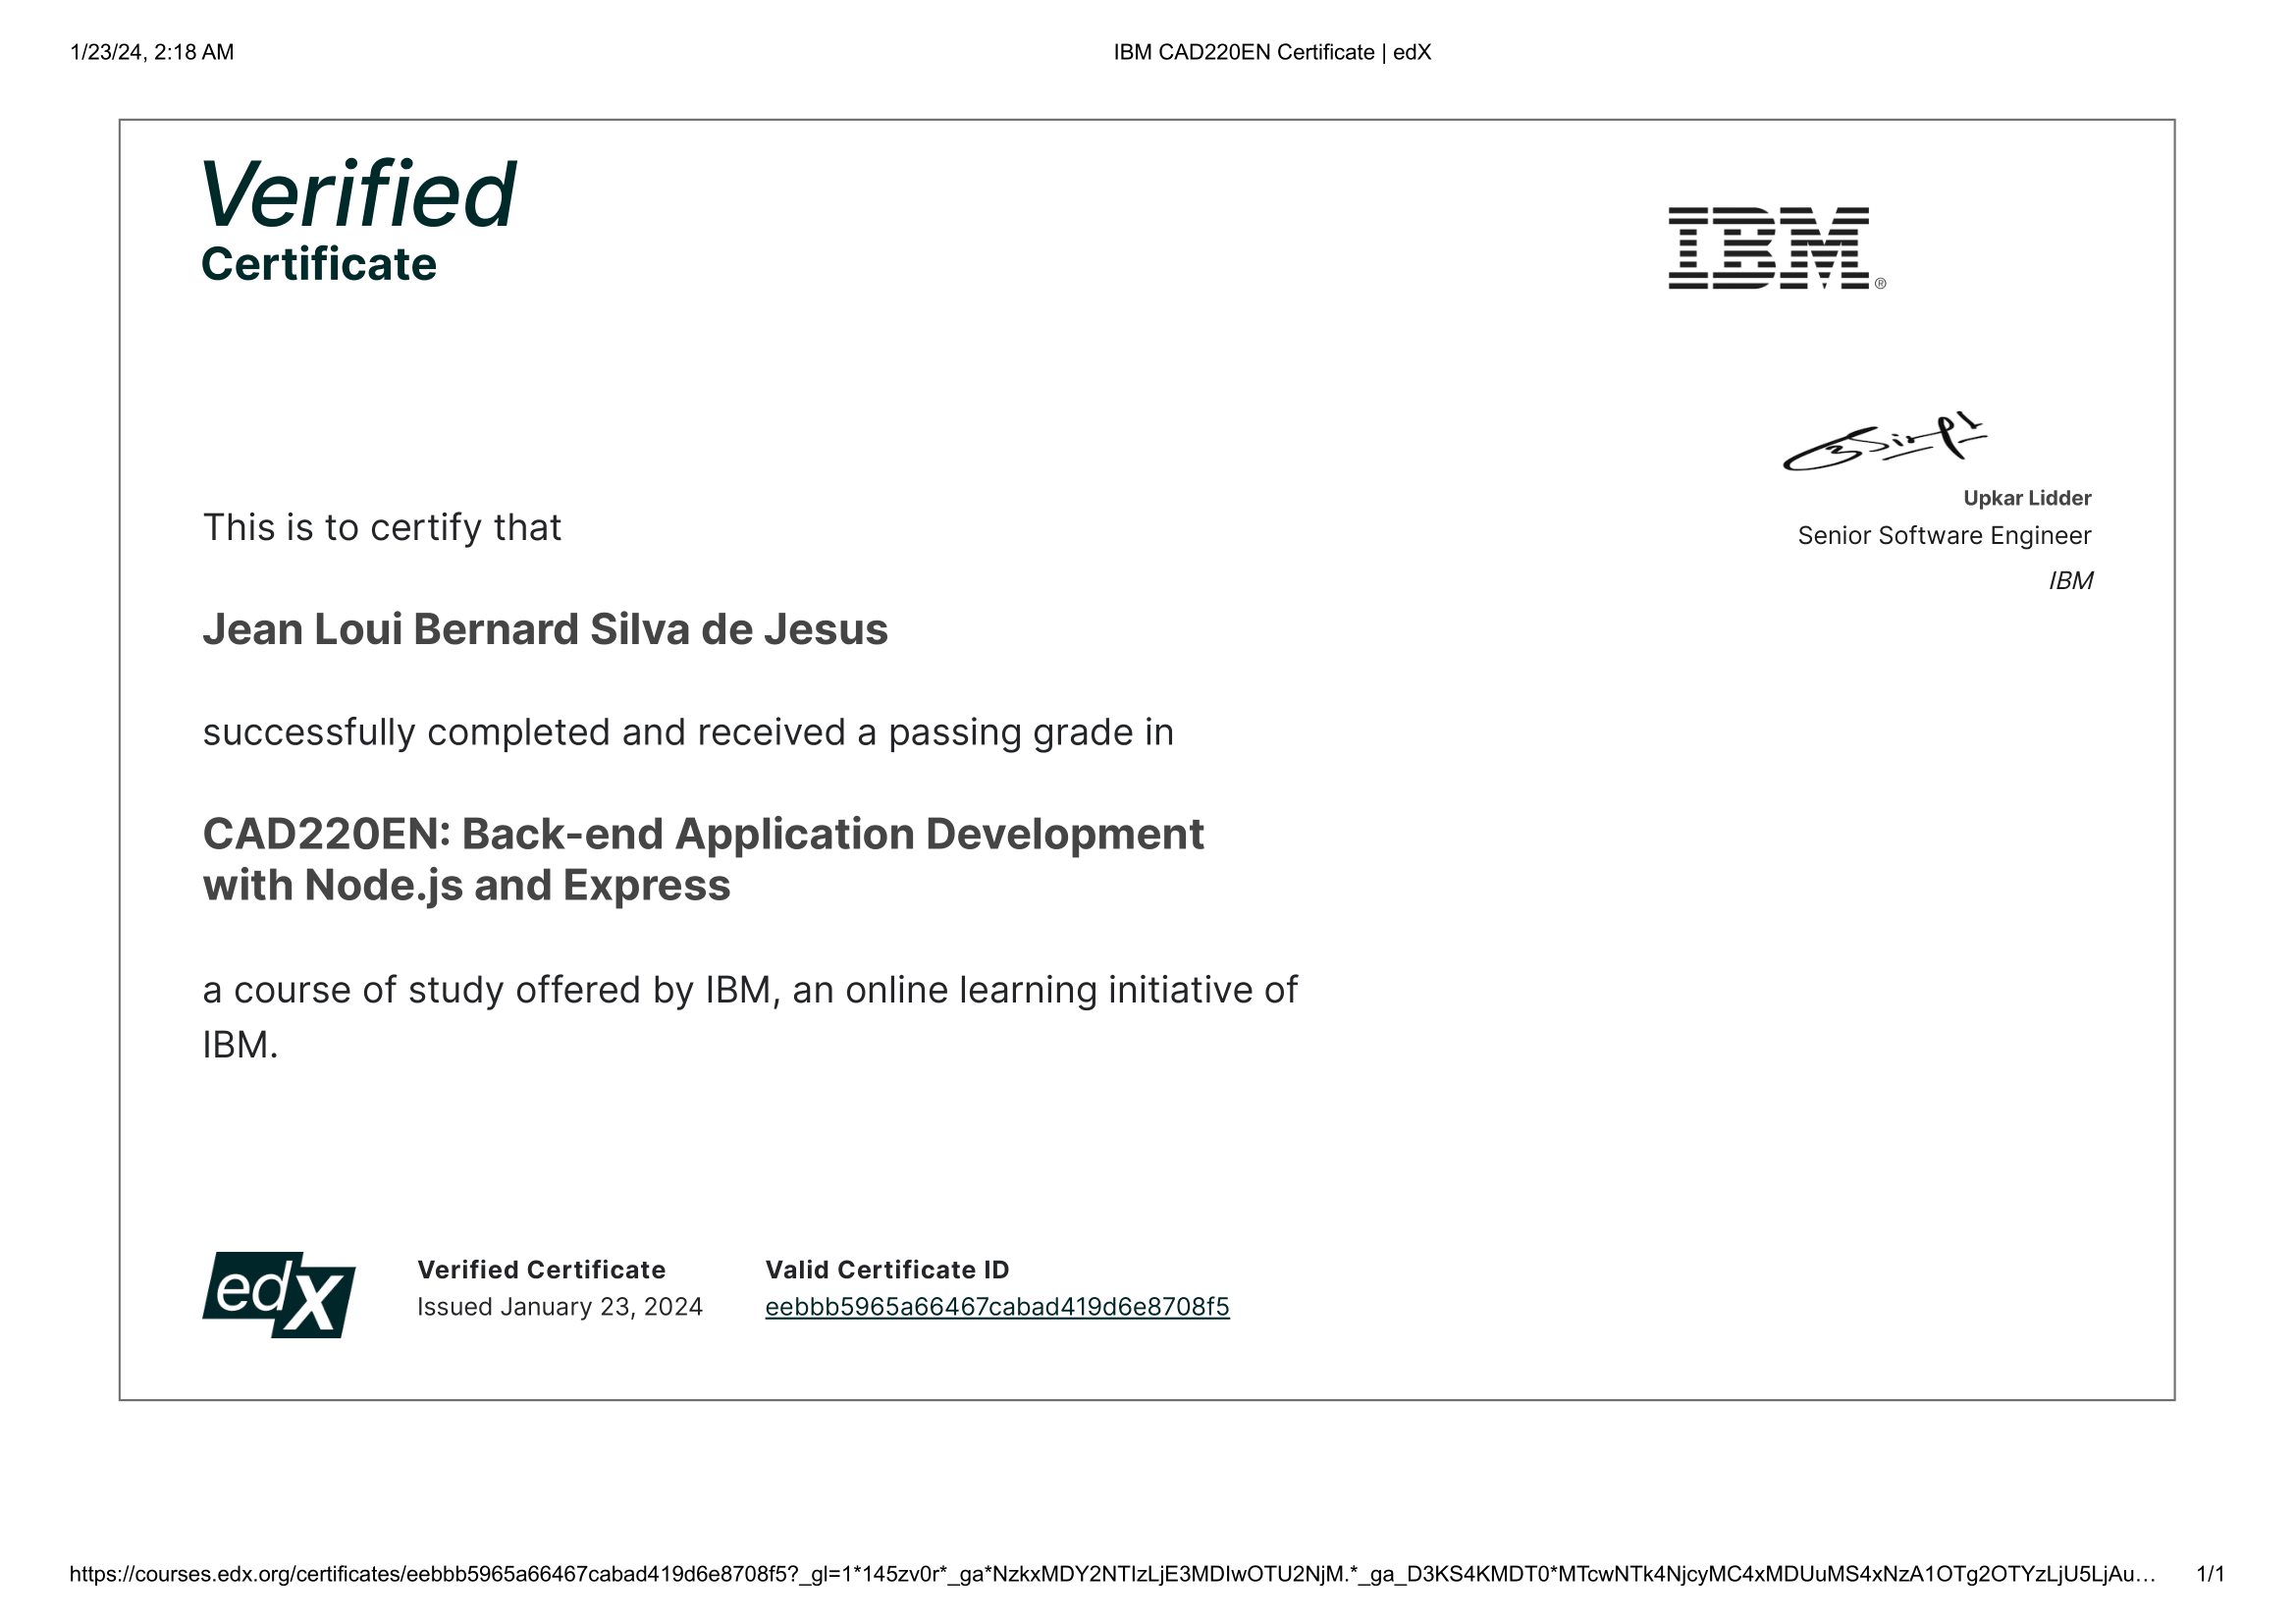 1/23/24, 2:18 AM
IBM CAD220EN Certificate | edX
Verified
Certificate
IBM®
Upkar Lidder
Senior Software Engineer
IBM
This is to certify that
Jean Loui Bernard Silva de Jesus
successfully completed and received a passing grade in
CAD220EN: Back-end Application Development
with Node.js and Express
a course of study offered by IBM, an online learning initiative of
IBM.
edX
Verified Certificate
Issued January 23, 2024
Valid Certificate ID
eebbb5965a66467cabad419d6e8708f5
https://courses.edx.org/certificates/eebbb5965a66467cabad419d6e8708f5?_gl=1*145zv0r*_ga*NzkxMDY2NTIzLjE3MDIwOTU2NjM.*_ga_D3KS4KMDT0*MTcwNTk4NjcyMC4xMDUuMS4xNzA1OTg2OTYzLjU5LjAu…
1/1